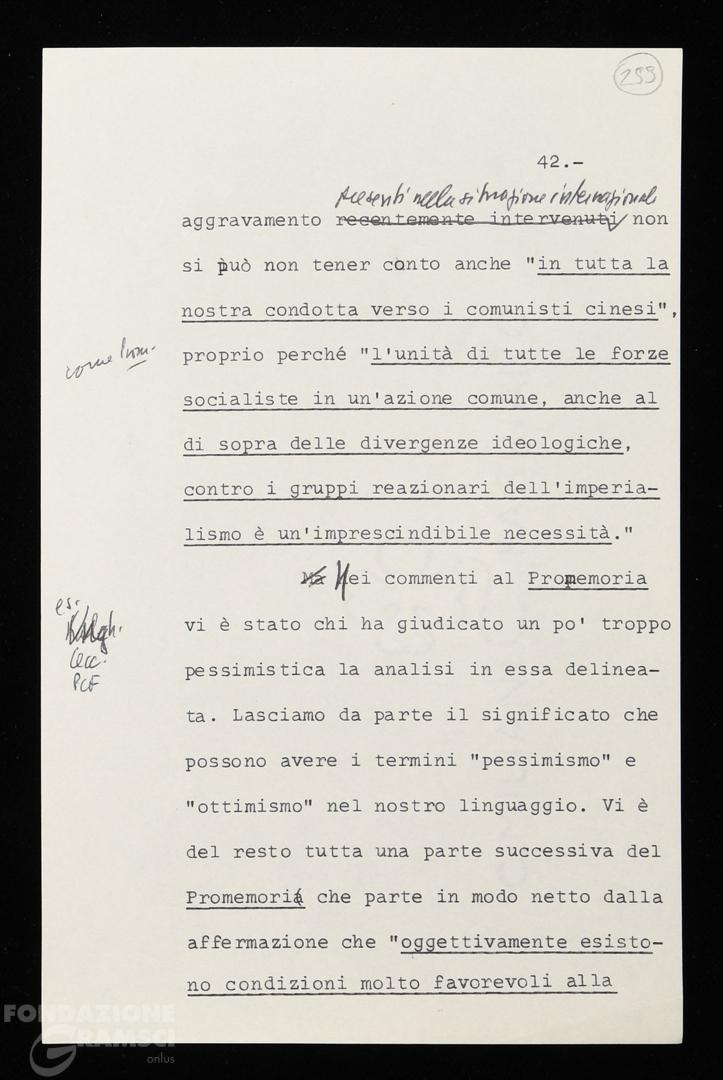 299
42.-
presenti nella situazione internazionale
aggravamento recentemente intervenuti non
si può non tener conto anche "in tutta la
nostra condotta verso i comunisti cinesi",
come Prom.
proprio perché "l'unità di tutte le forze
socialiste in un'azione comune, anche al
di sopra delle divergenze ideologiche,
contro i gruppi reazionari dell'imperia-
lismo è un'imprescindibile necessità."
Ma Nei commenti al Promemoria
es.
vi è stato chi ha giudicato un po' troppo
Cecc.
PCF
pessimistica la analisi in essa delinea-
ta. Lasciamo da parte il significato che
possono avere i termini "pessimismo" e
"ottimismo" nel nostro linguaggio. Vi è
del resto tutta una parte successiva del
Promemoria che parte in modo netto dalla
affermazione che "oggettivamente esisto-
no condizioni molto favorevoli alla
FONDAZIONE
GRAMSCI
onlus